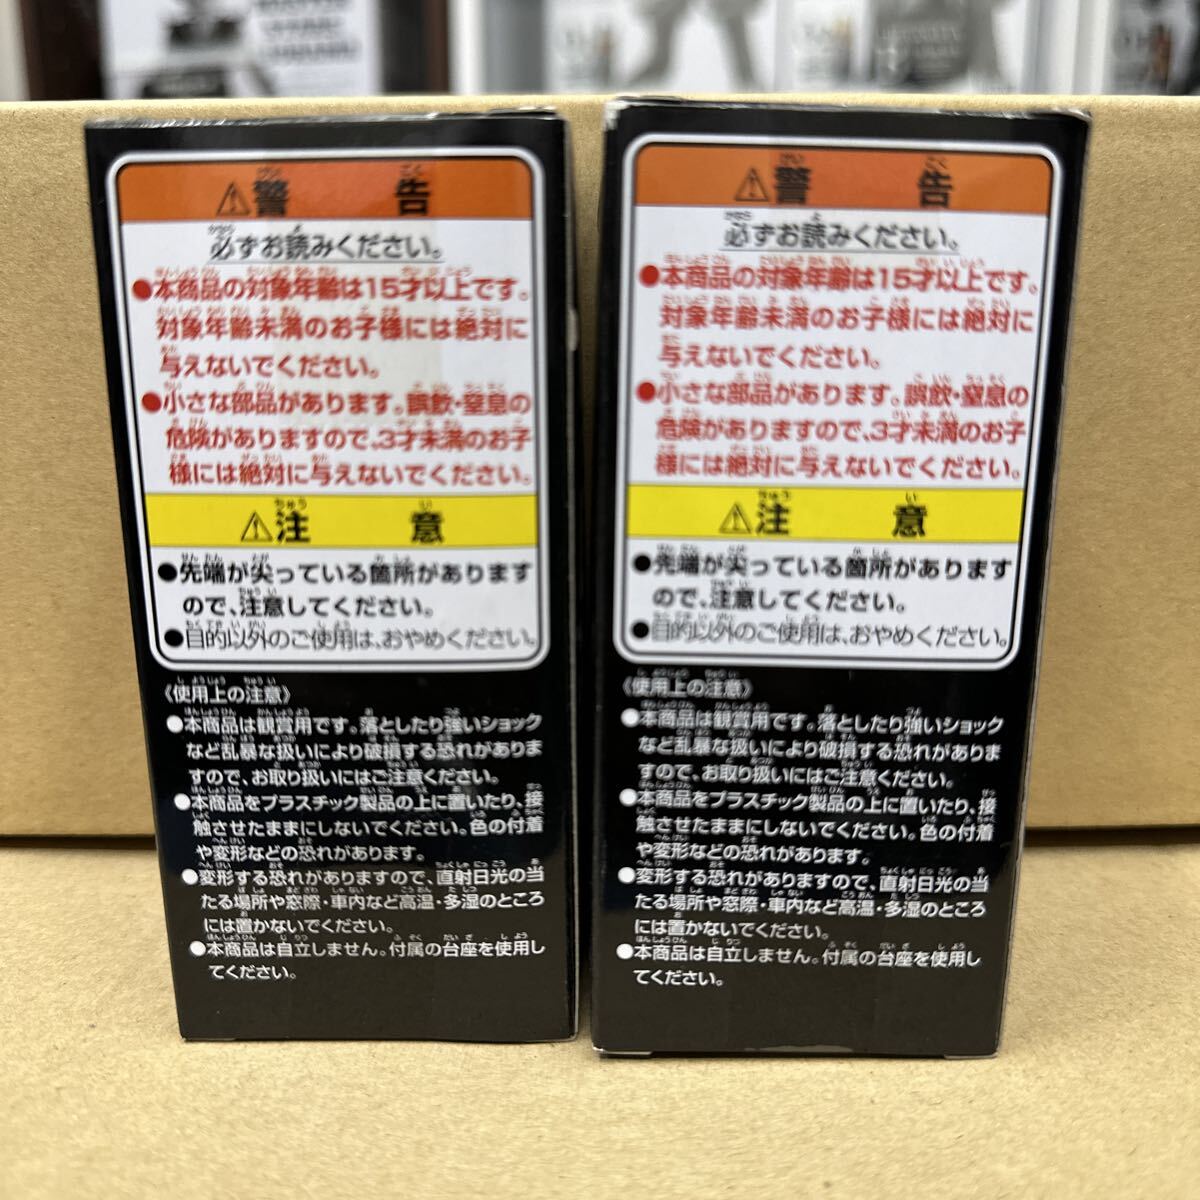 ⚠警告
必ずお読みください。
●本商品の対象年齢は15才以上です。
対象年齢未満のお子様には絶対に
与えないでください。
●小さな部品があります。誤飲・窒息の
危険がありますので、3才未満のお子
様には絶対に与えないでください。
⚠注意
●先端が尖っている箇所があります
ので、注意してください。
●目的以外のご使用は、おやめください。
《使用上の注意》
●本商品は観賞用です。落としたり強いショック
など乱暴な扱いにより破損する恐れがありま
すので、お取り扱いにはご注意ください。
●本商品をプラスチック製品の上に置いたり、接
触させたままにしないでください。色の付着
や変形などの恐れがあります。
●変形する恐れがありますので、直射日光の当
たる場所や窓際・車内など高温・多湿のところ
には置かないでください。
●本商品は自立しません。付属の台座を使用し
てください。
⚠警告
必ずお読みください。
●本商品の対象年齢は15才以上です。
対象年齢未満のお子様には絶対に
与えないでください。
●小さな部品があります。誤飲・窒息の
危険がありますので、3才未満のお子
様には絶対に与えないでください。
⚠注意
●先端が尖っている箇所があります
ので、注意してください。
●目的以外のご使用は、おやめください。
《使用上の注意》
●本商品は観賞用です。落としたり強いショック
など乱暴な扱いにより破損する恐れがありま
すので、お取り扱いにはご注意ください。
●本商品をプラスチック製品の上に置いたり、接
触させたままにしないでください。色の付着
や変形などの恐れがあります。
●変形する恐れがありますので、直射日光の当
たる場所や窓際・車内など高温・多湿のところ
には置かないでください。
●本商品は自立しません。付属の台座を使用し
てください。